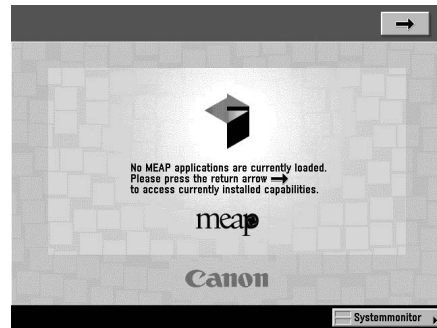 No MEAP applications are currently loaded.
Please press the return arrow
to access currently installed capabilities.
meap
Canon
Systemmonitor